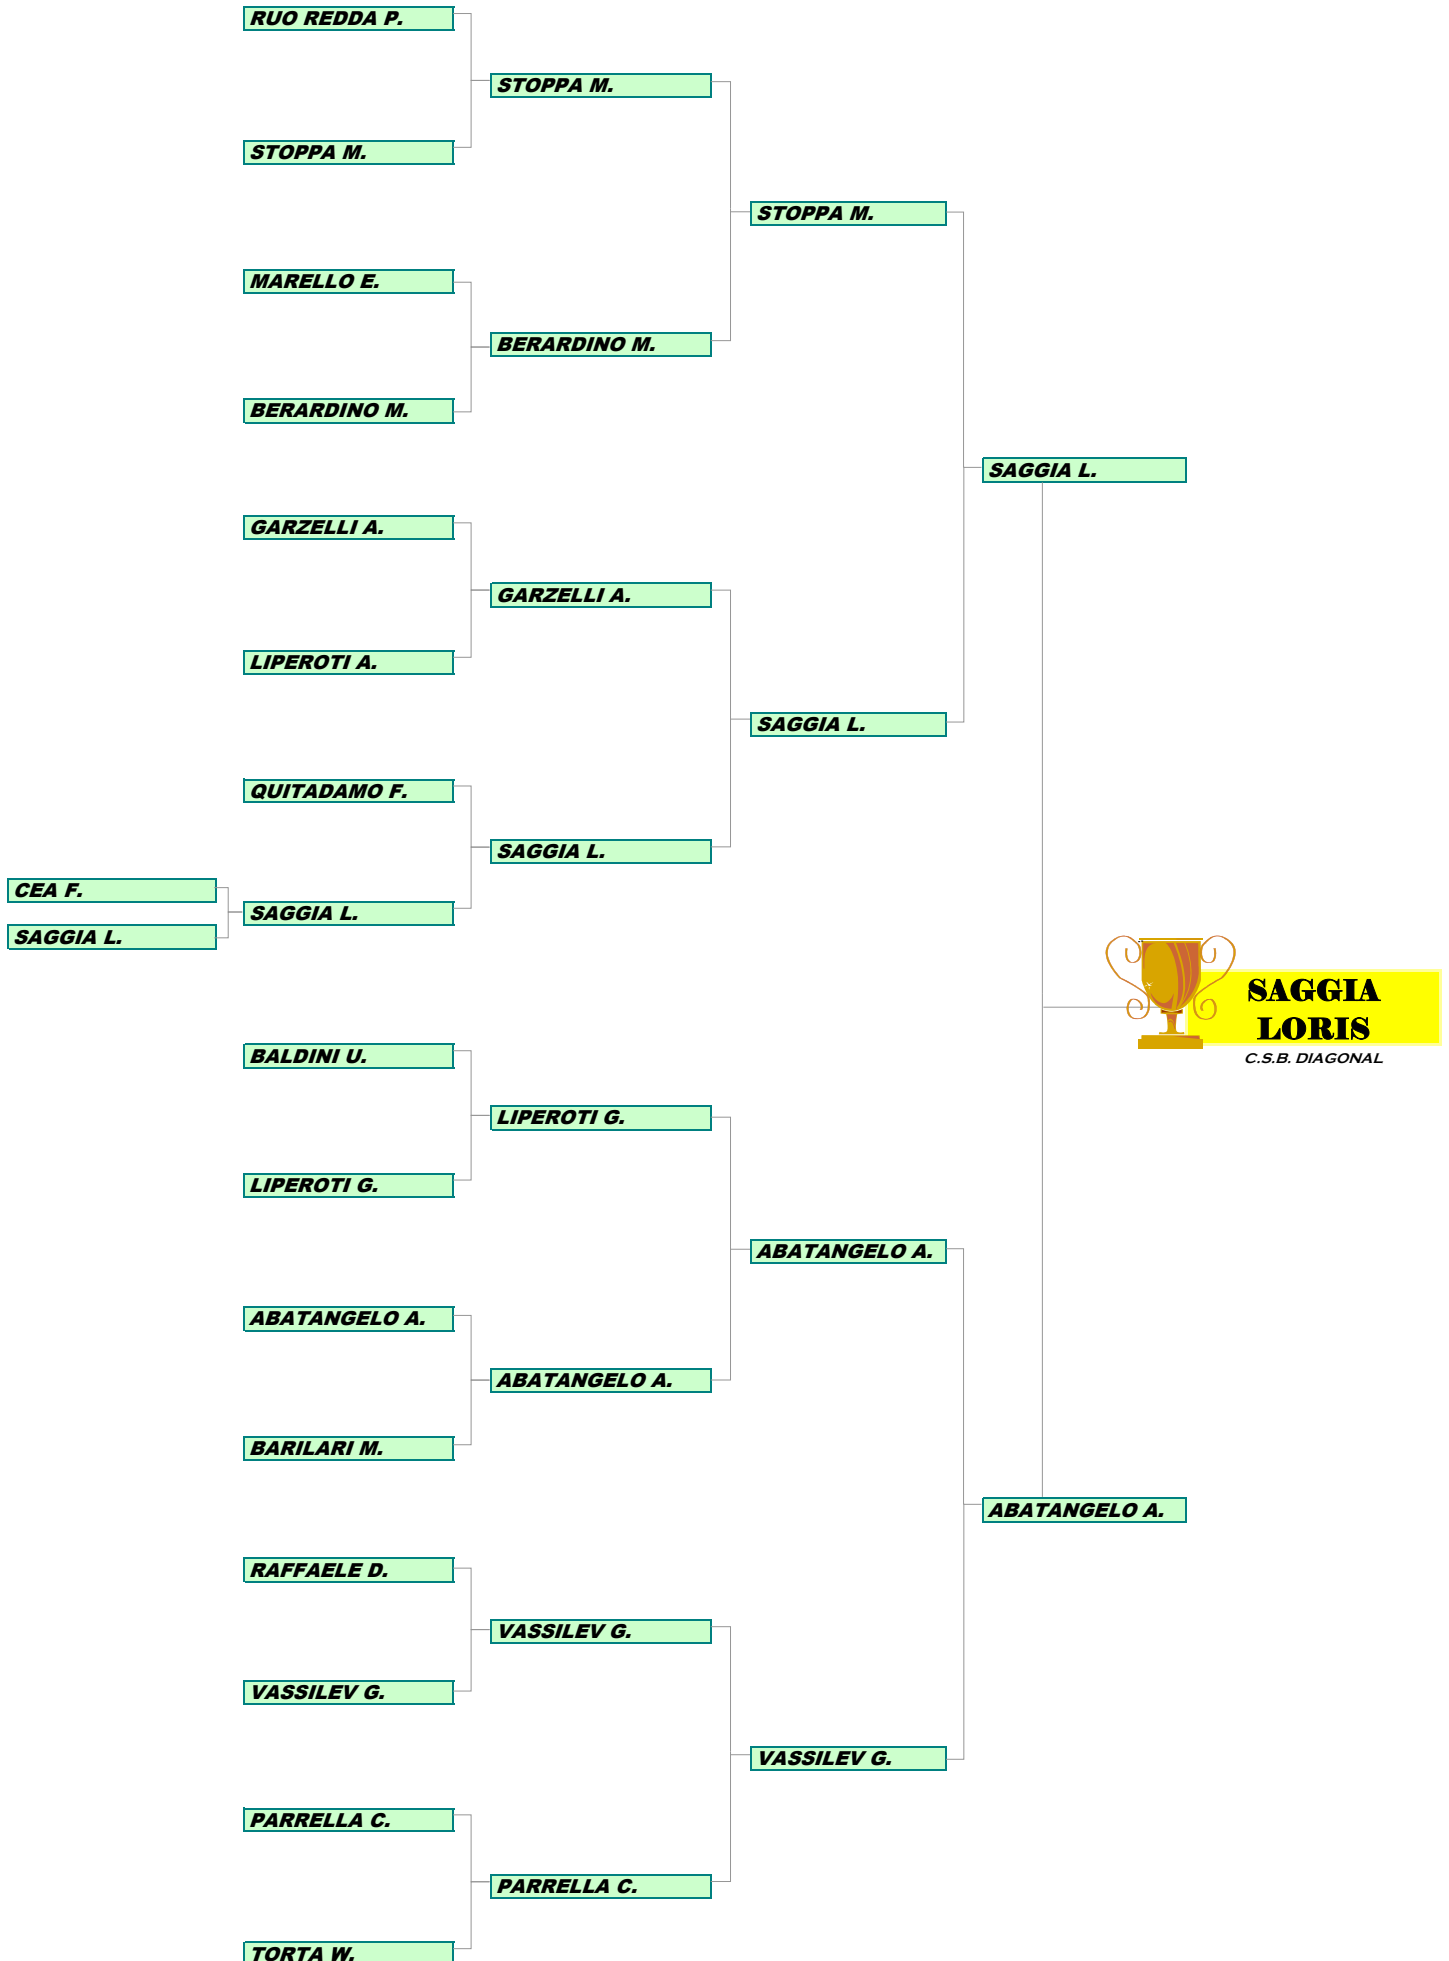 RUO REDDA P.
STOPPA M.
STOPPA M.
STOPPA M.
MARELLO E.
BERARDINO M.
BERARDINO M.
SAGGIA L.
GARZELLI A.
GARZELLI A.
LIPEROTI A.
SAGGIA L.
QUITADAMO F.
SAGGIA L.
CEA F.
SAGGIA L.
SAGGIA L.
SAGGIA
LORIS
C.S.B. DIAGONAL
BALDINI U.
LIPEROTI G.
LIPEROTI G.
ABATANGELO A.
ABATANGELO A.
ABATANGELO A.
BARILARI M.
ABATANGELO A.
RAFFAELE D.
VASSILEV G.
VASSILEV G.
VASSILEV G.
PARRELLA C.
PARRELLA C.
TORTA W.